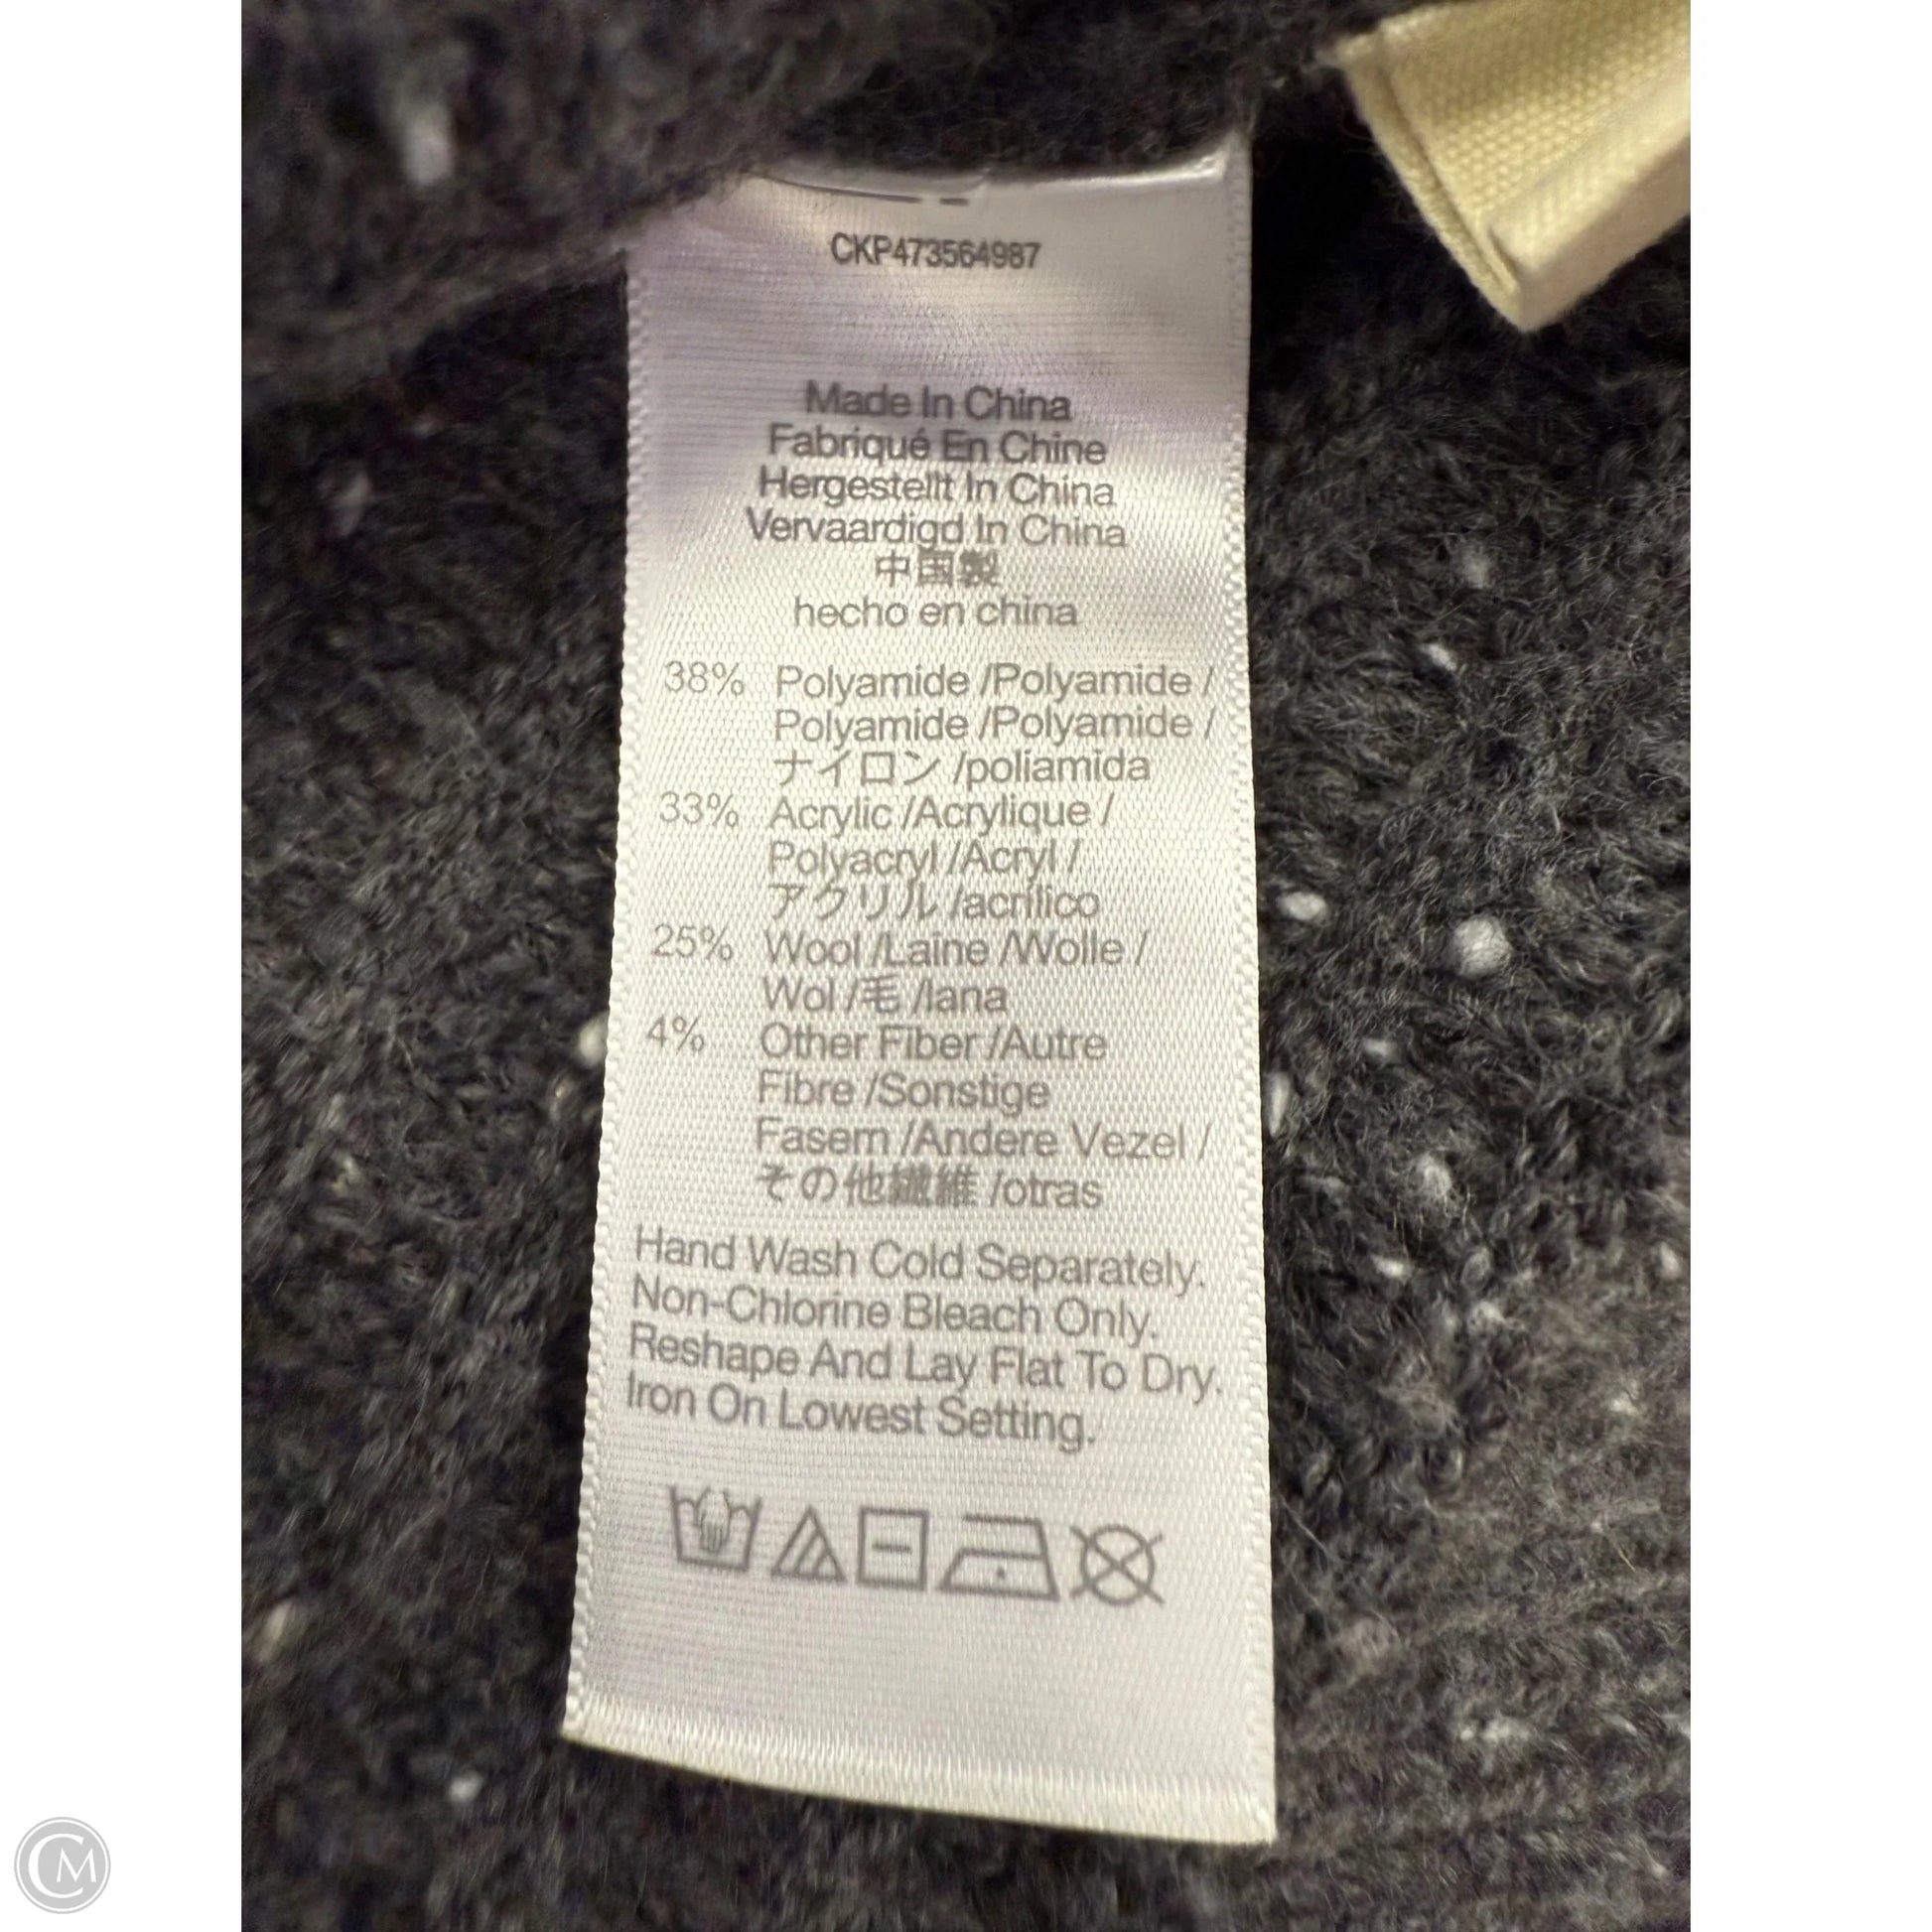 CKP473564987
Made In China
Fabriqué En Chine
Hergestellt In China
Vervaardigd In China
中国製
hecho en china
38% Polyamide /Polyamide /
Polyamide /Polyamide /
ナイロン /poliamida
33% Acrylic /Acrylique /
Polyacryl /Acryl /
アクリル /acrílico
25% Wool /Laine /Wolle /
Wol /毛 /lana
4% Other Fiber /Autre
Fibre /Sonstige
Fasern /Andere Vezel /
その他繊維 /otras
Hand Wash Cold Separately.
Non-Chlorine Bleach Only.
Reshape And Lay Flat To Dry.
Iron On Lowest Setting.
CM